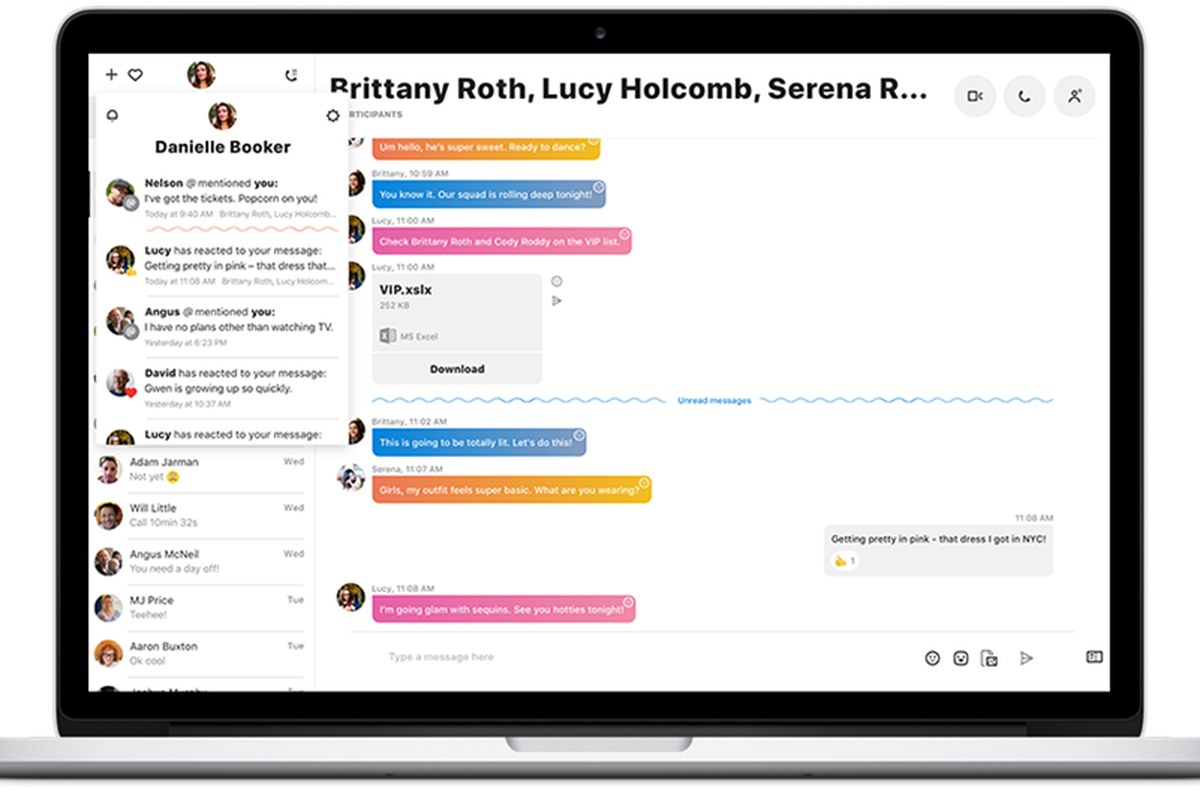 Danielle Booker
Nelson @mentioned you:
I've got the tickets. Popcorn on you!
Today at 9:40 AM Brittany Roth, Lucy Holcomb...
Lucy has reacted to your message:
Getting pretty in pink – that dress that...
Today at 11:08 AM Brittany Roth, Lucy Holcom...
Angus @mentioned you:
I have no plans other than watching TV.
Yesterday at 6:23 PM
David has reacted to your message:
Gwen is growing up so quickly.
Yesterday at 10:37 AM
Lucy has reacted to your message:
Adam Jarman Wed
Not yet 😩
Will Little Wed
Call 10min 32s
Angus McNeil Wed
You need a day off!
MJ Price Tue
Teehee!
Aaron Buxton Tue
Ok cool
Brittany Roth, Lucy Holcomb, Serena R...
RTICIPANTS
Um hello, he's super sweet. Ready to dance?
Brittany, 10:59 AM
You know it. Our squad is rolling deep tonight!
Lucy, 11:00 AM
Check Brittany Roth and Cody Roddy on the VIP list.
Lucy, 11:00 AM
VIP.xslx
252 KB
MS Excel
Download
Unread messages
Brittany, 11:02 AM
This is going to be totally lit. Let's do this!
Serena, 11:07 AM
Girls, my outfit feels super basic. What are you wearing?
11:08 AM
Getting pretty in pink - that dress I got in NYC!
👍 1
Lucy, 11:08 AM
I'm going glam with sequins. See you hotties tonight!
Type a message here